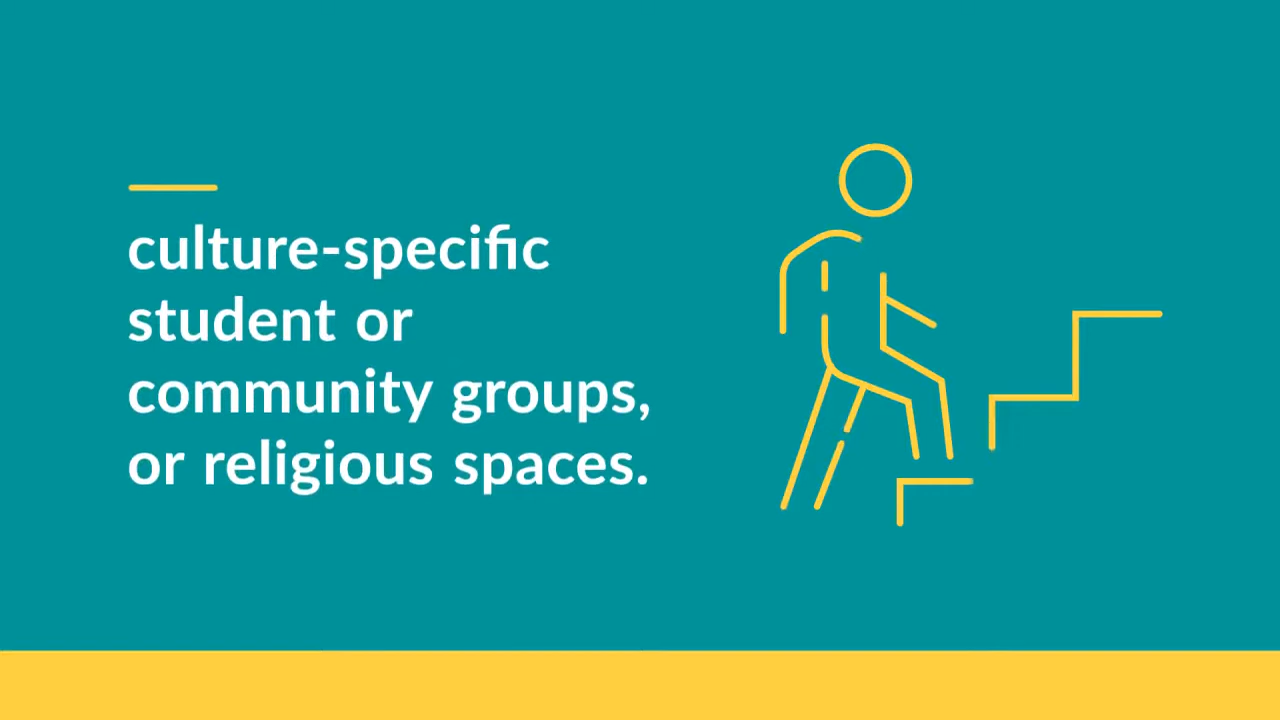 culture-specific
student or
community groups,
or religious spaces.